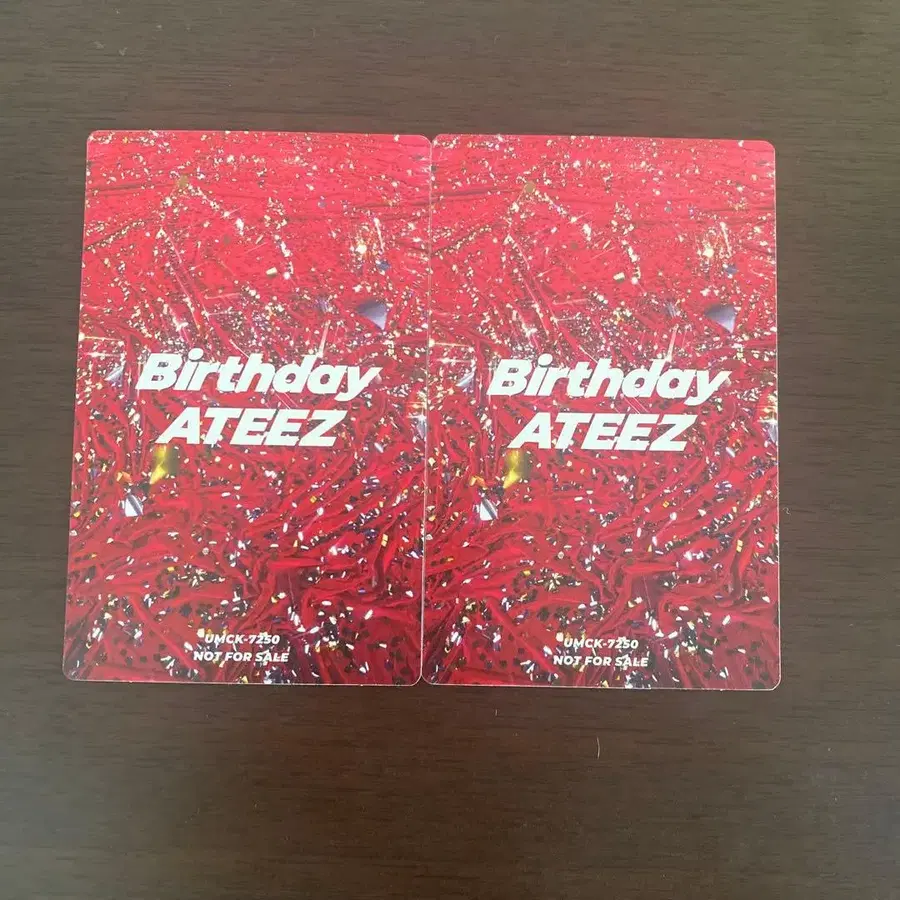 Birthday
ATEEZ
UMCK-7250
NOT FOR SALE
Birthday
ATEEZ
UMCK-7250
NOT FOR SALE